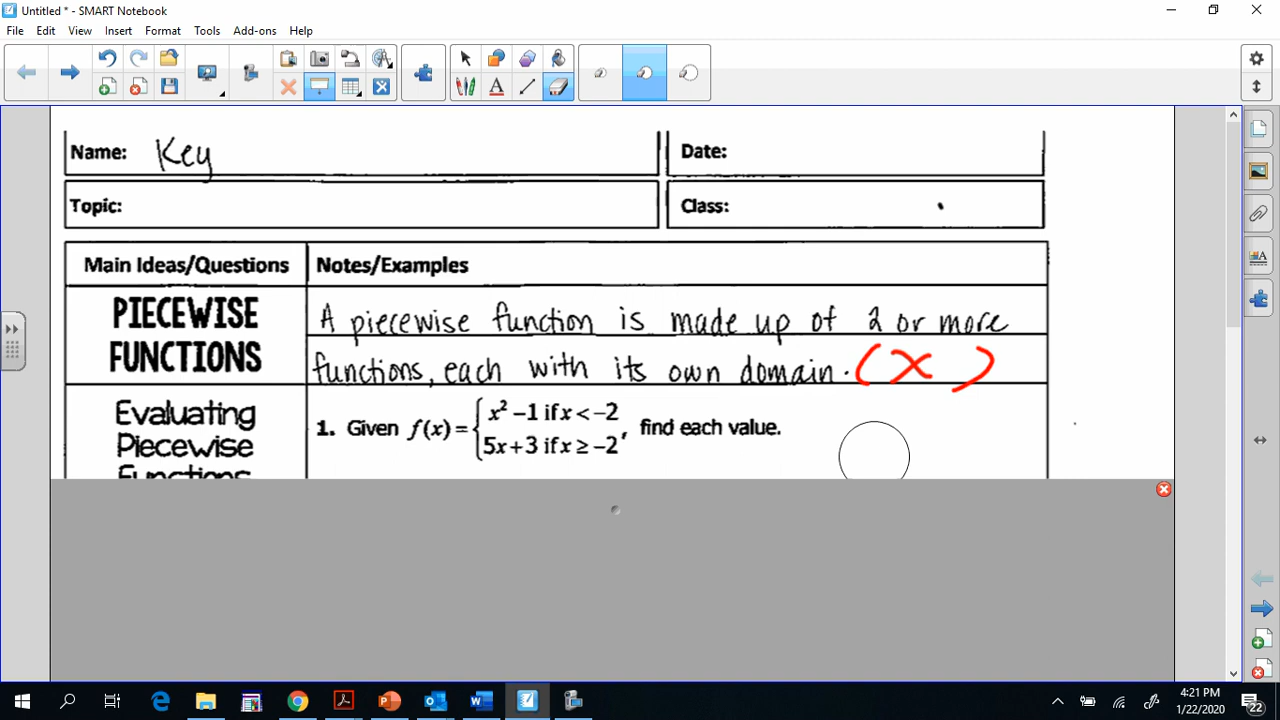 Untitled * - SMART Notebook
File Edit View Insert Format Tools Add-ons Help
Name: Key
Date:
Topic:
Class:
Main Ideas/Questions
Notes/Examples
PIECEWISE
FUNCTIONS
A piecewise function is made up of 2 or more
functions, each with its own domain. (x )
Evaluating
Piecewise
Functions
1. Given f(x) = { x² −1 if x < −2
5x+3 if x ≥ −2 , find each value.
4:21 PM
1/22/2020
22